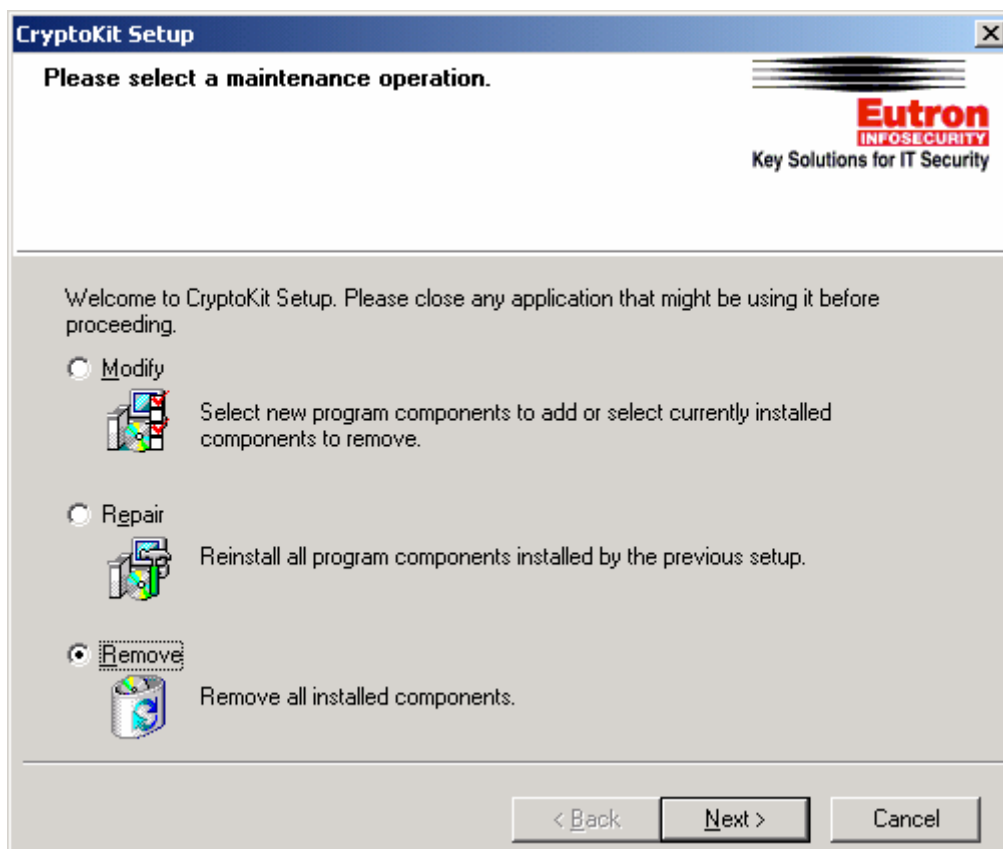 CryptoKit Setup
Please select a maintenance operation.
Eutron
INFOSECURITY
Key Solutions for IT Security
Welcome to CryptoKit Setup. Please close any application that might be using it before
proceeding.
Modify
Select new program components to add or select currently installed
components to remove.
Repair
Reinstall all program components installed by the previous setup.
Remove
Remove all installed components.
< Back
Next >
Cancel